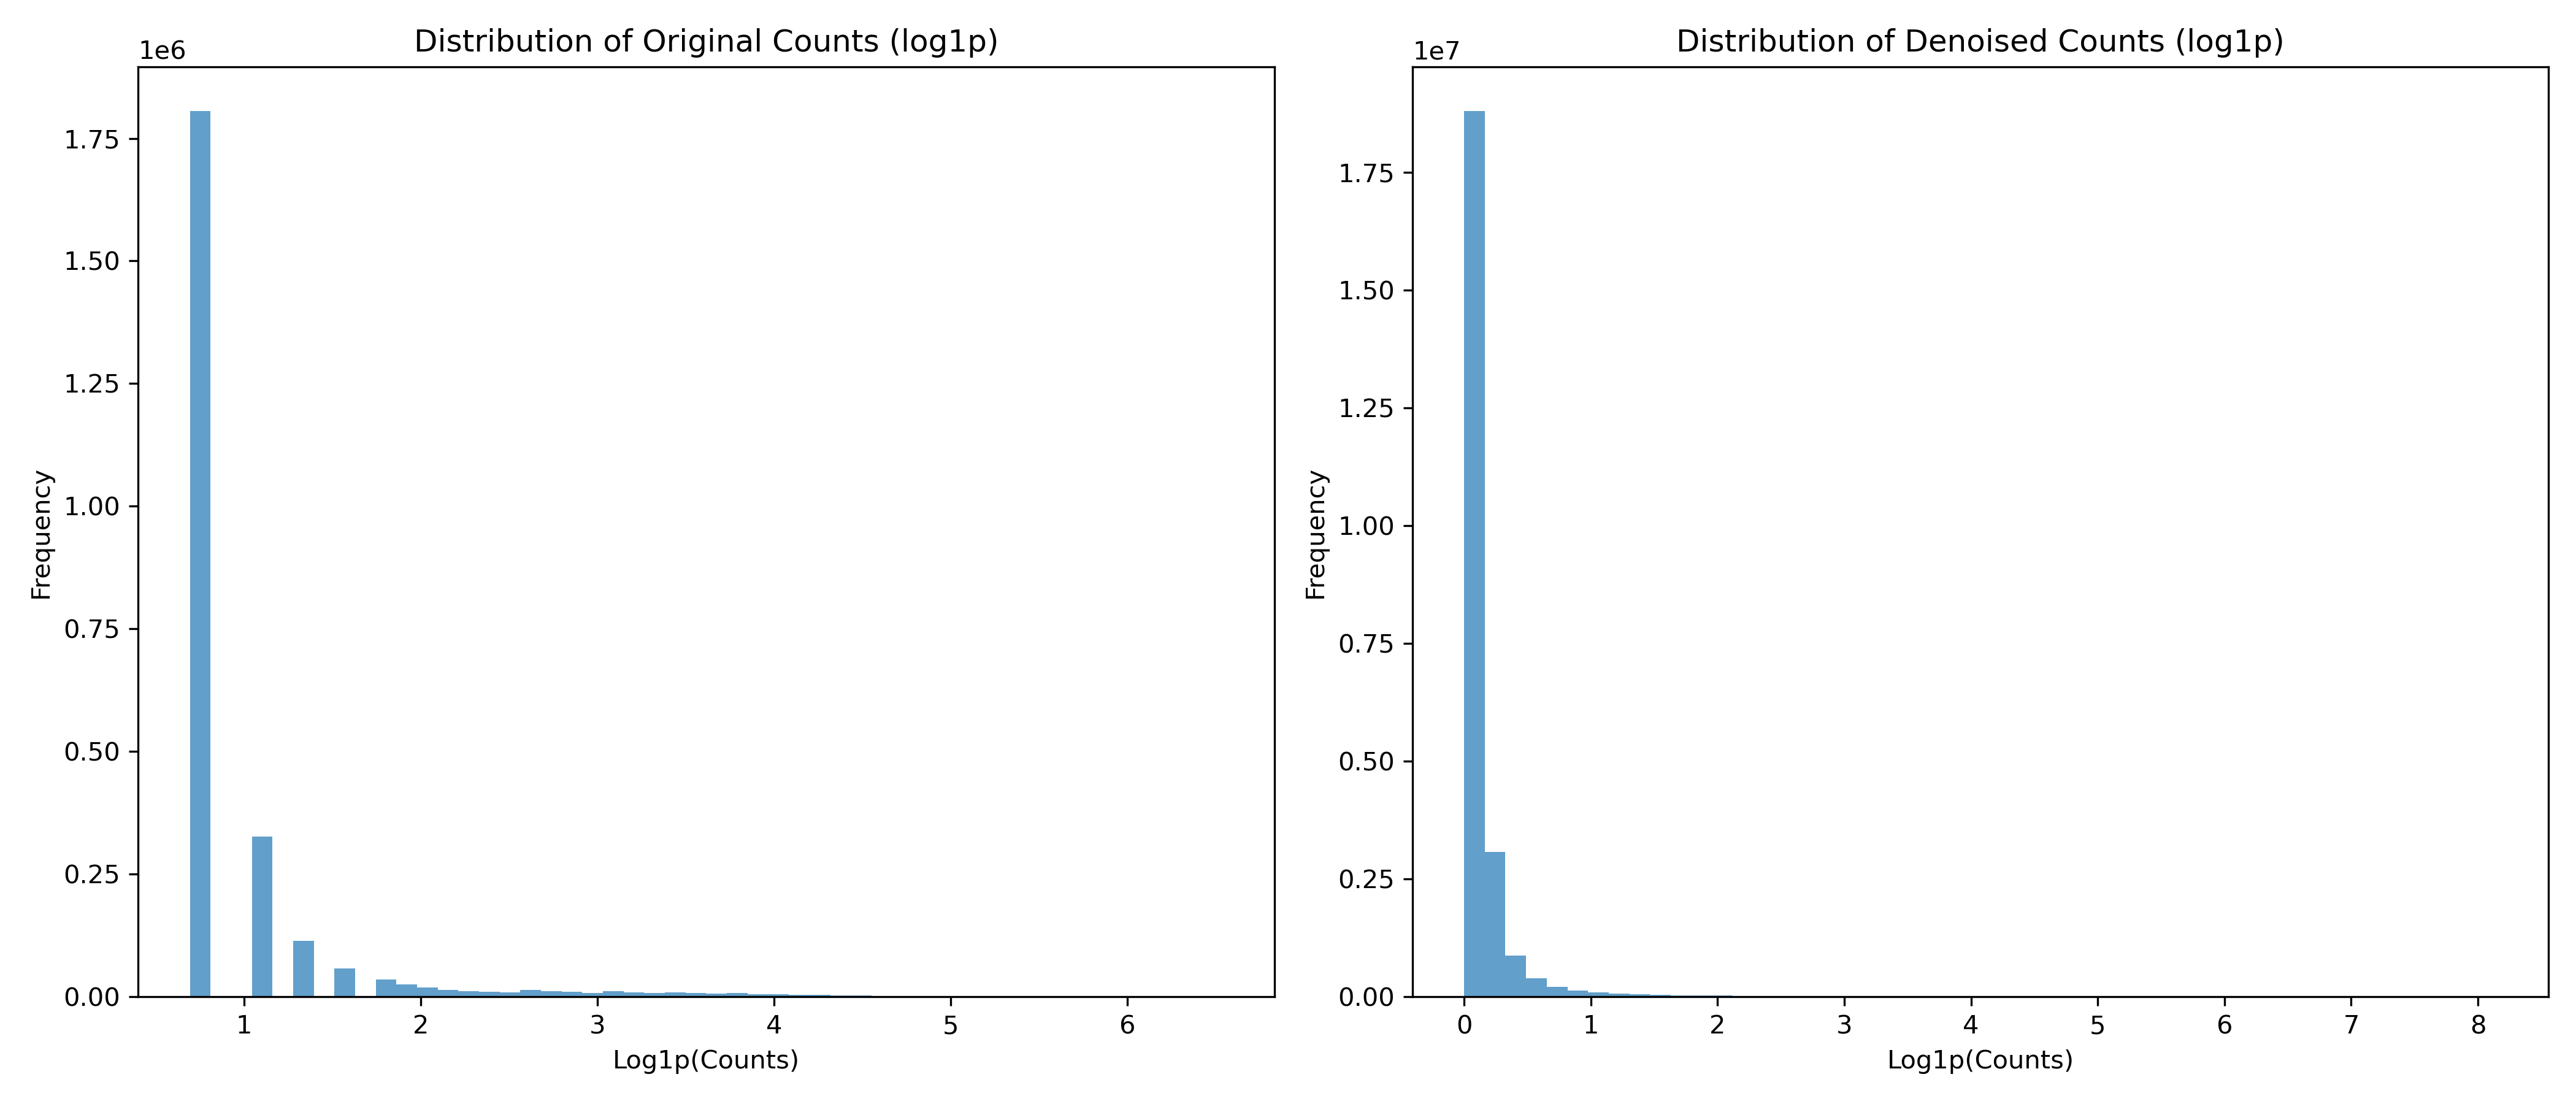 Distribution of Original Counts (log1p)
1e6
1.75
1.50
1.25
1.00
0.75
0.50
0.25
0.00
Frequency
1 2 3 4 5 6
Log1p(Counts)
Distribution of Denoised Counts (log1p)
1e7
1.75
1.50
1.25
1.00
0.75
0.50
0.25
0.00
Frequency
0 1 2 3 4 5 6 7 8
Log1p(Counts)